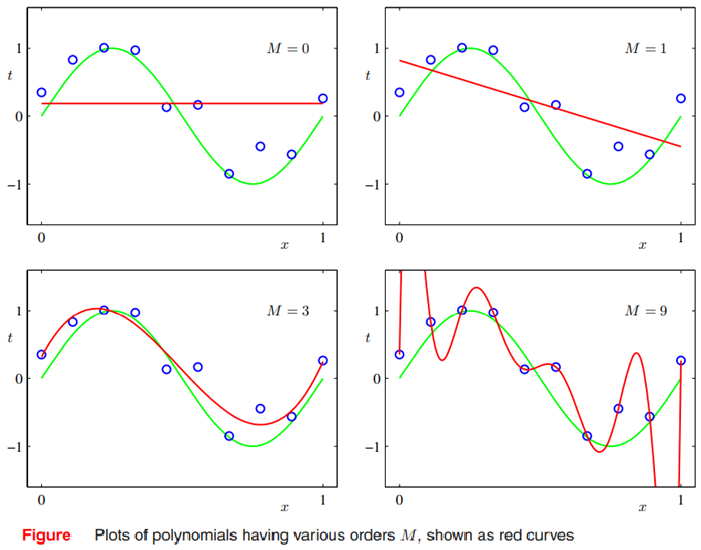 M = 0
1
t
0
−1
0
x
1
M = 1
1
t
0
−1
0
x
1
M = 3
1
t
0
−1
0
x
1
M = 9
1
t
0
−1
0
x
1
Figure Plots of polynomials having various orders M, shown as red curves